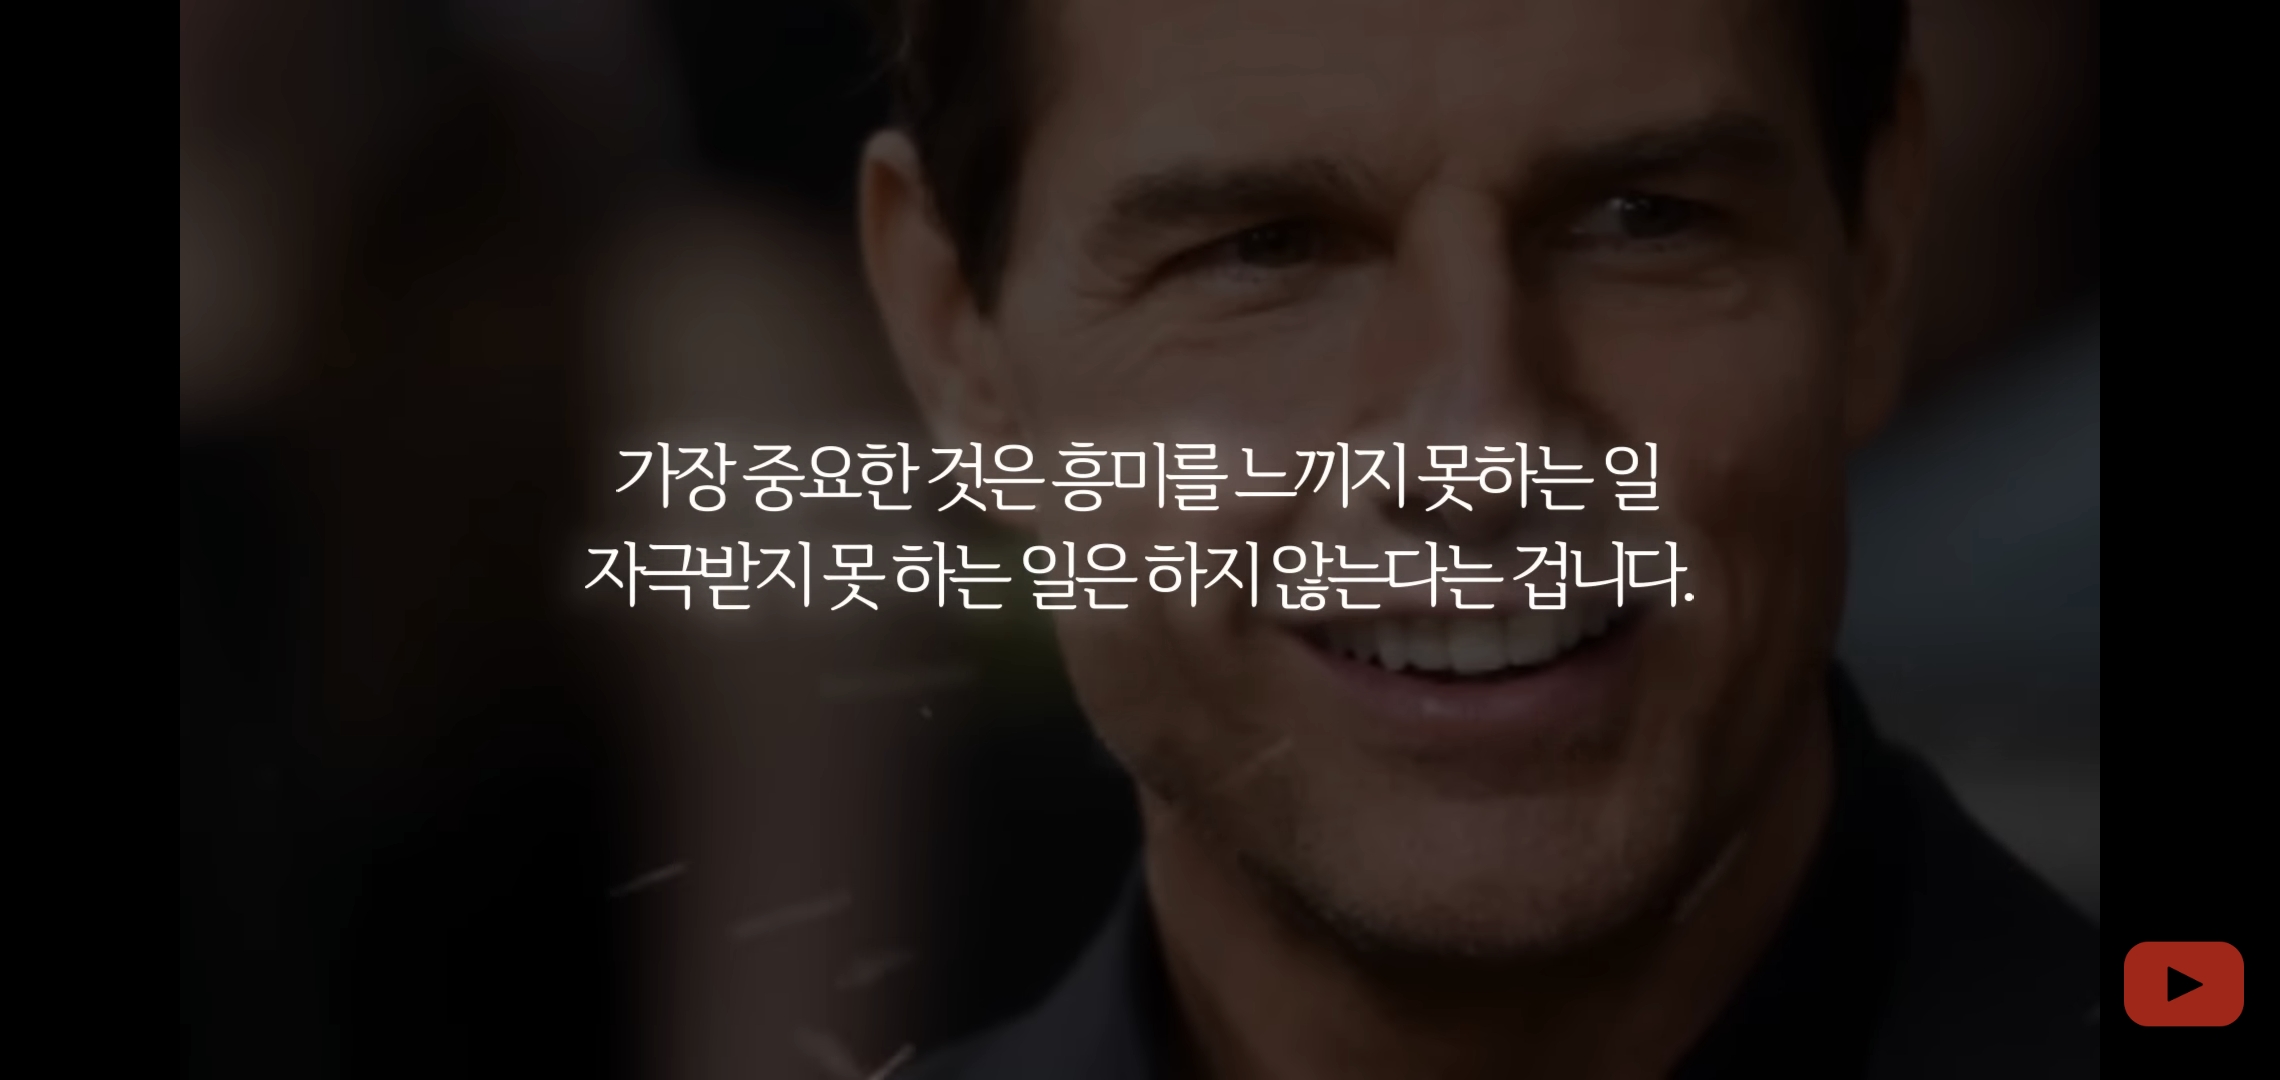 가장 중요한 것은 흥미를 느끼지 못하는 일
자극받지 못 하는 일은 하지 않는다는 겁니다.